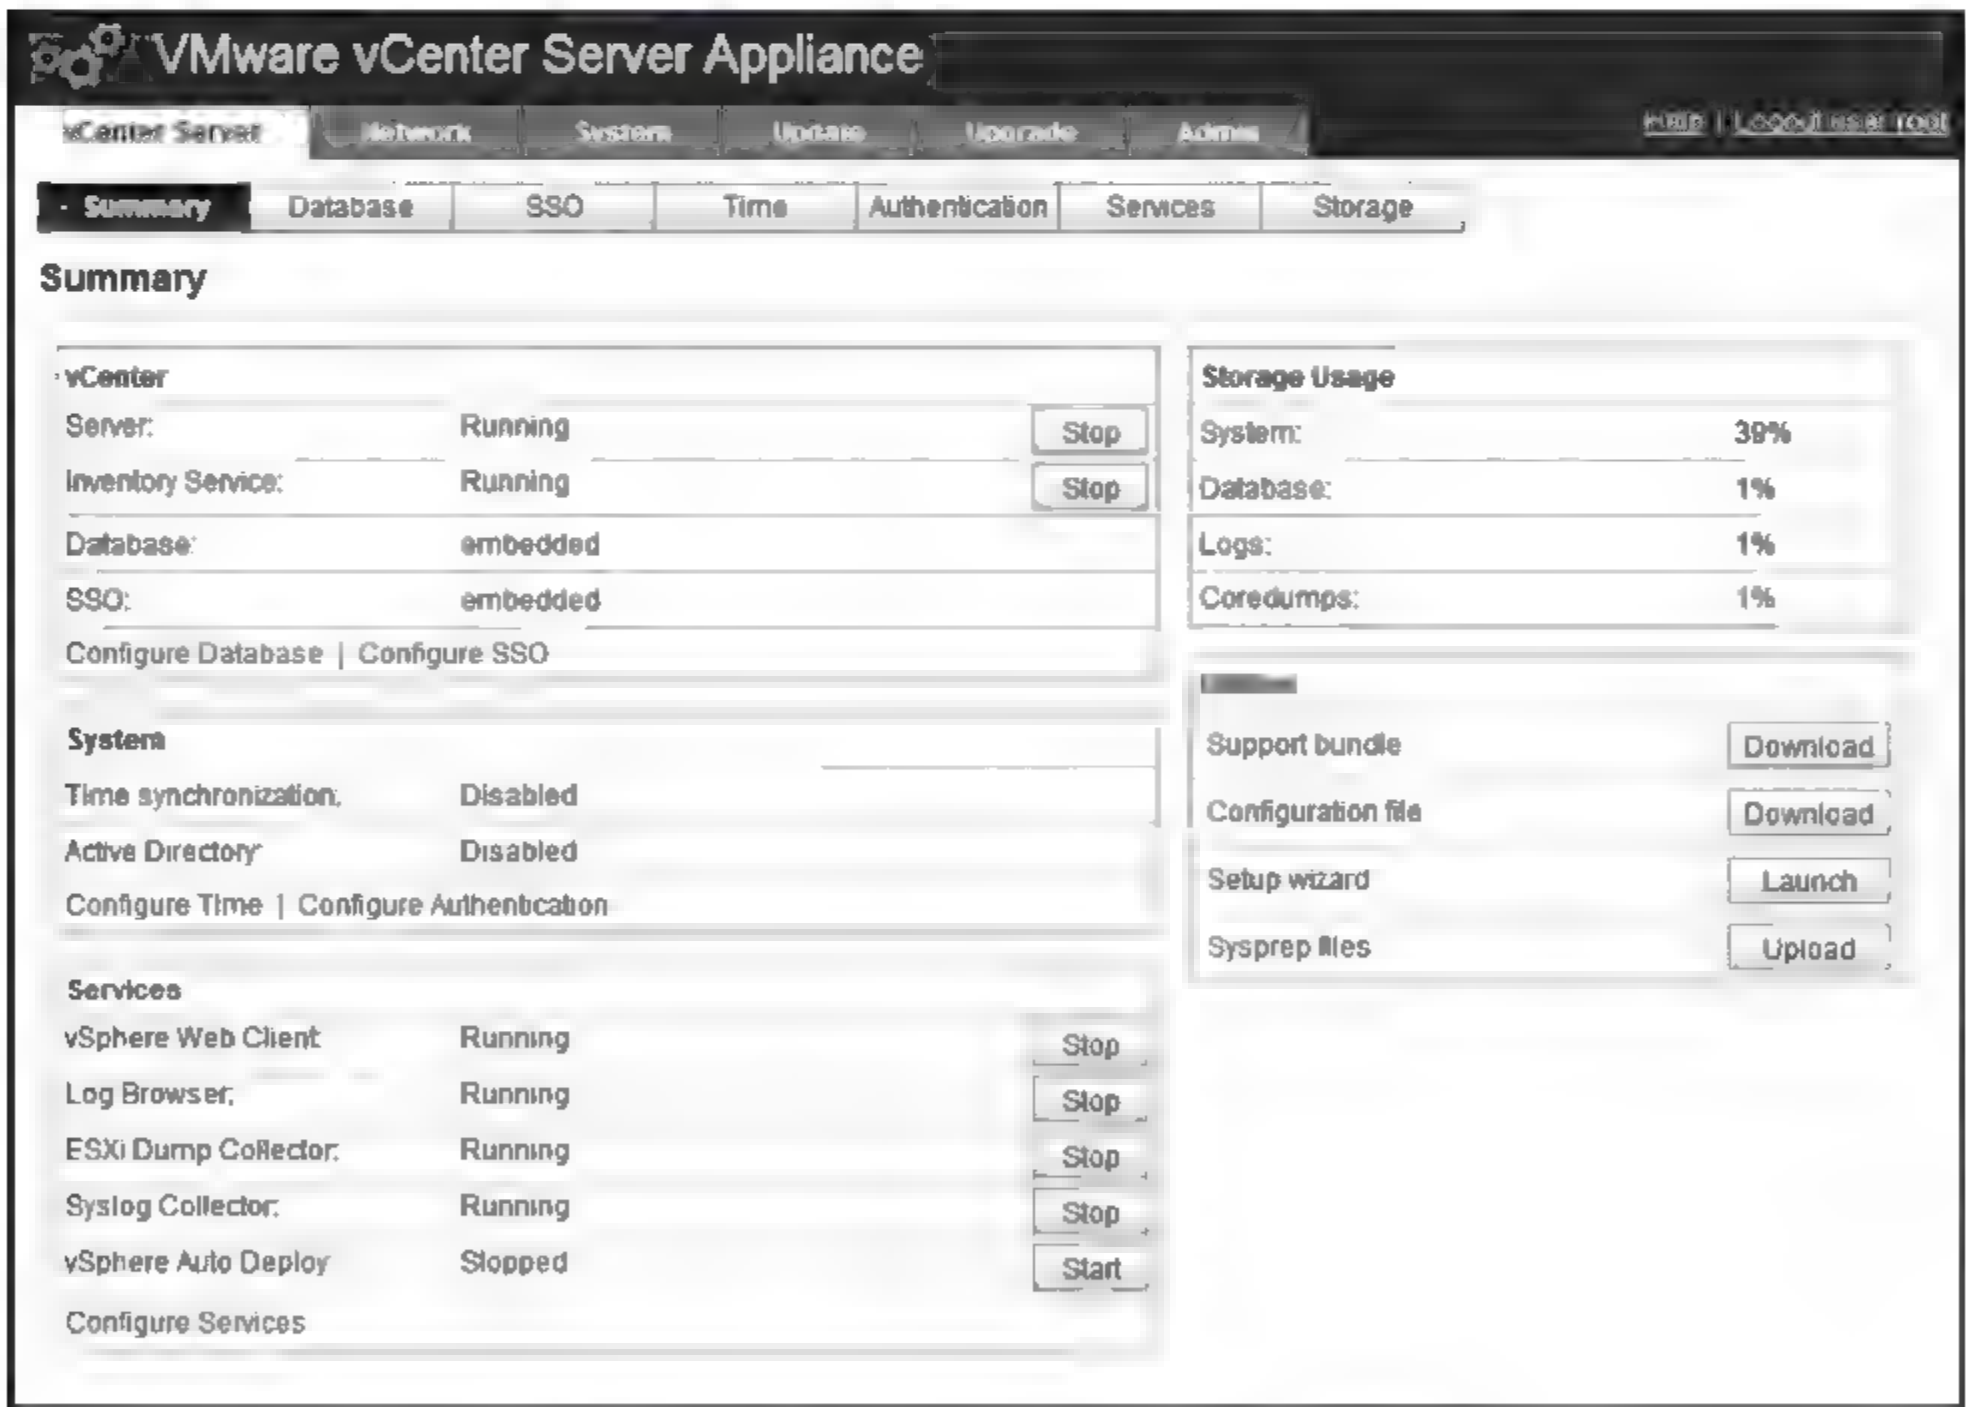 VMware vCenter Server Appliance
vCenter Server Network System Update Upgrade Admin Help | Logout user root
Summary Database SSO Time Authentication Services Storage
Summary
vCenter
Server: Running Stop
Inventory Service: Running Stop
Database: embedded
SSO: embedded
Configure Database | Configure SSO
System
Time synchronization: Disabled
Active Directory: Disabled
Configure Time | Configure Authentication
Services
vSphere Web Client Running Stop
Log Browser: Running Stop
ESXi Dump Collector: Running Stop
Syslog Collector: Running Stop
vSphere Auto Deploy Stopped Start
Configure Services
Storage Usage
System: 39%
Database: 1%
Logs: 1%
Coredumps: 1%
Support bundle Download
Configuration file Download
Setup wizard Launch
Sysprep files Upload